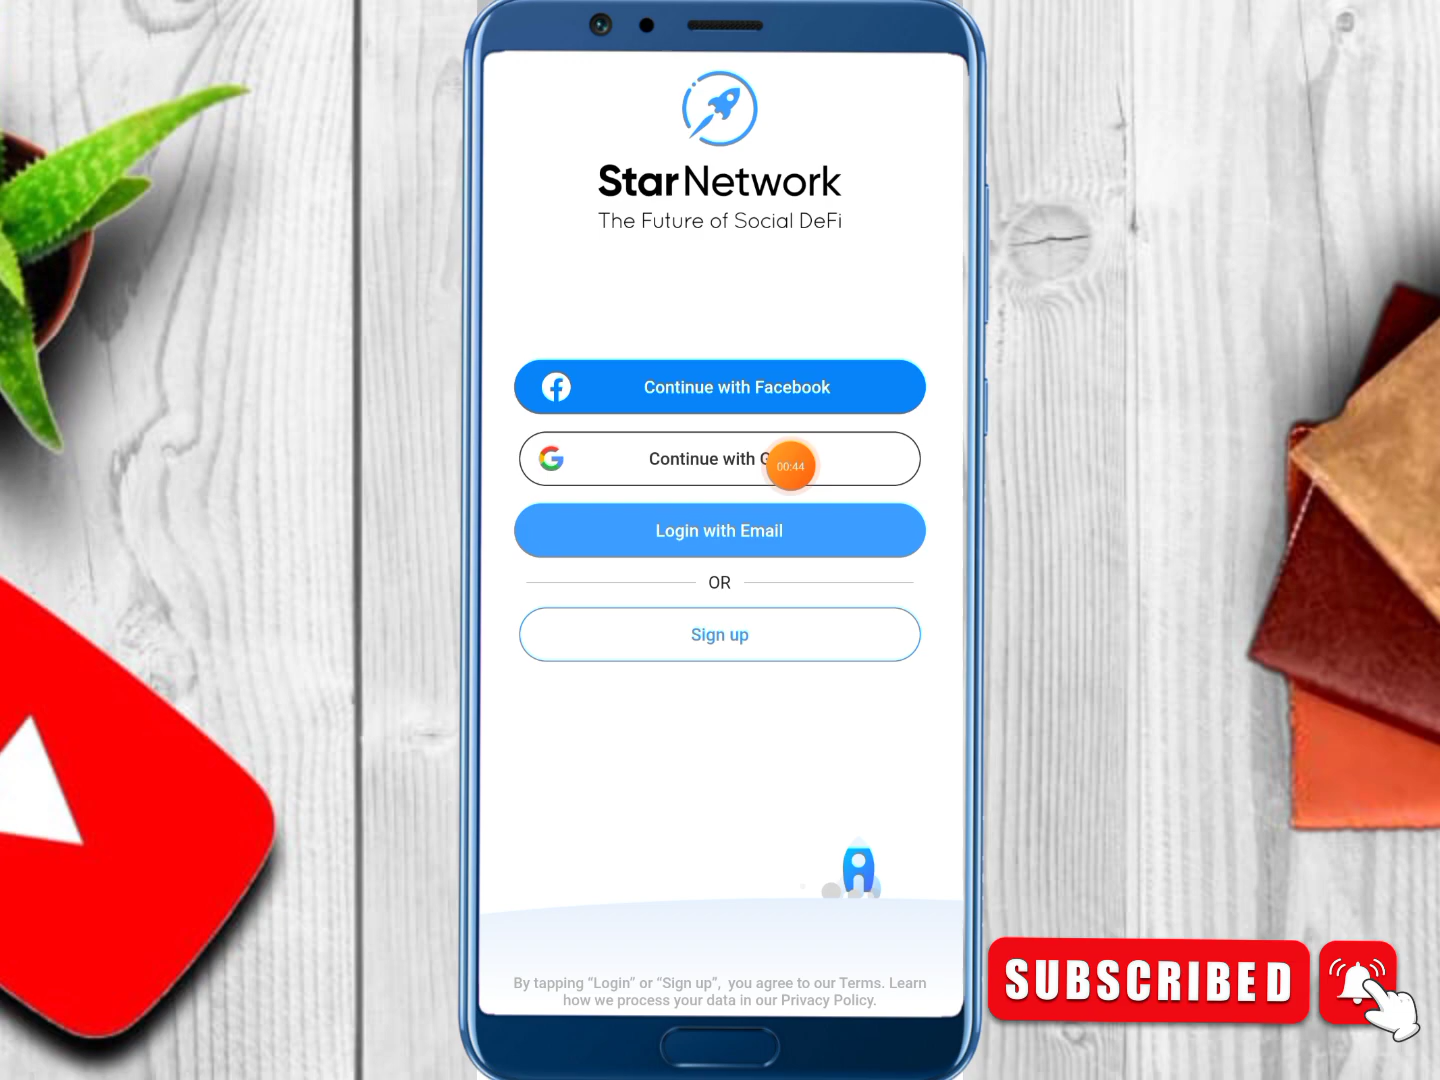 StarNetwork
The Future of Social DeFi
Continue with Facebook
Continue with G
00:44
Login with Email
OR
Sign up
By tapping “Login” or “Sign up”, you agree to our Terms. Learn
how we process your data in our Privacy Policy.
SUBSCRIBED